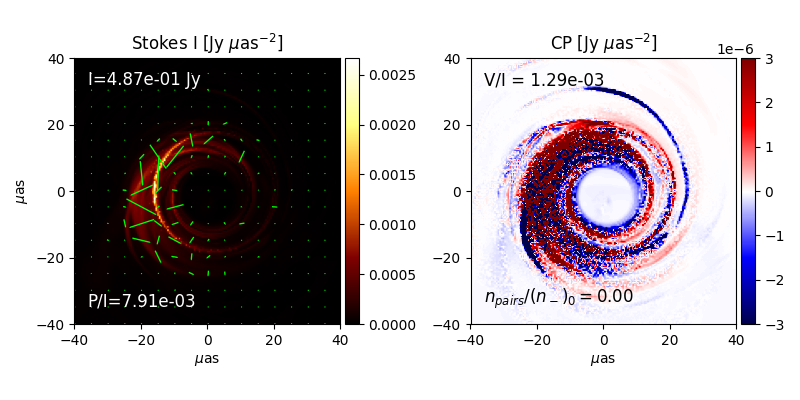 Stokes I [Jy μas⁻²]
CP [Jy μas⁻²]
1e-6
I=4.87e-01 Jy
P/I=7.91e-03
V/I = 1.29e-03
n_pairs/(n_−)_0 = 0.00
40
20
0
−20
−40
μas
−40 −20 0 20 40
μas
0.0025
0.0020
0.0015
0.0010
0.0005
0.0000
40
20
0
−20
−40
−40 −20 0 20 40
μas
3
2
1
0
−1
−2
−3